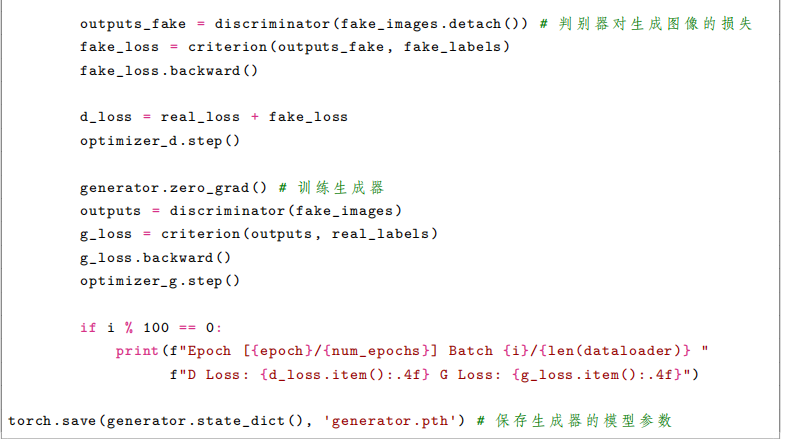 outputs_fake = discriminator(fake_images.detach()) # 判别器对生成图像的损失
fake_loss = criterion(outputs_fake, fake_labels)
fake_loss.backward()
d_loss = real_loss + fake_loss
optimizer_d.step()
generator.zero_grad() # 训练生成器
outputs = discriminator(fake_images)
g_loss = criterion(outputs, real_labels)
g_loss.backward()
optimizer_g.step()
if i % 100 == 0:
print(f"Epoch [{epoch}/{num_epochs}] Batch {i}/{len(dataloader)} "
f"D Loss: {d_loss.item():.4f} G Loss: {g_loss.item():.4f}")
torch.save(generator.state_dict(), 'generator.pth') # 保存生成器的模型参数